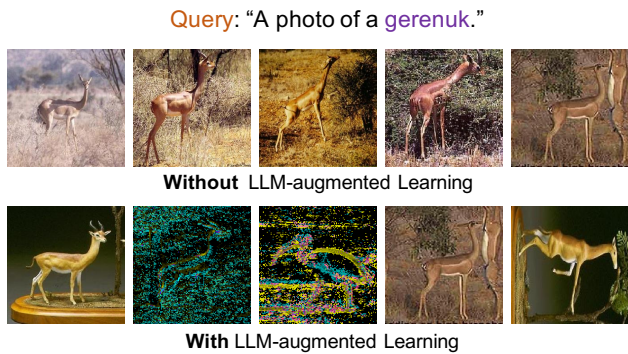 Query: “A photo of a gerenuk.”
Without LLM-augmented Learning
With LLM-augmented Learning